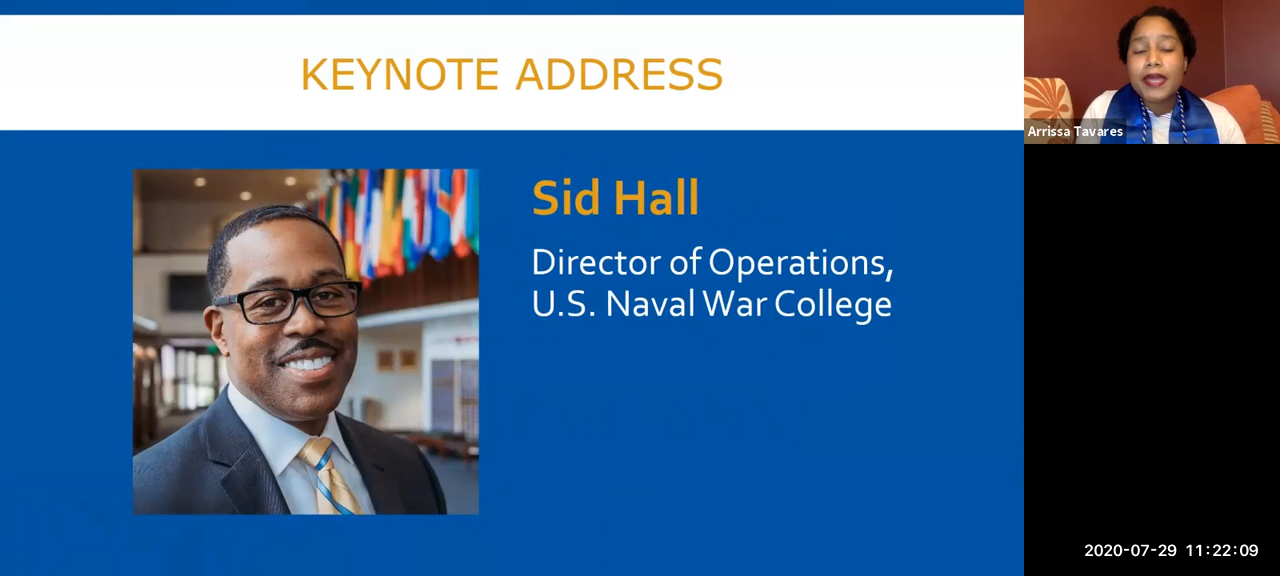 KEYNOTE ADDRESS
Sid Hall
Director of Operations,
U.S. Naval War College
Arrissa Tavares
2020-07-29 11:22:09